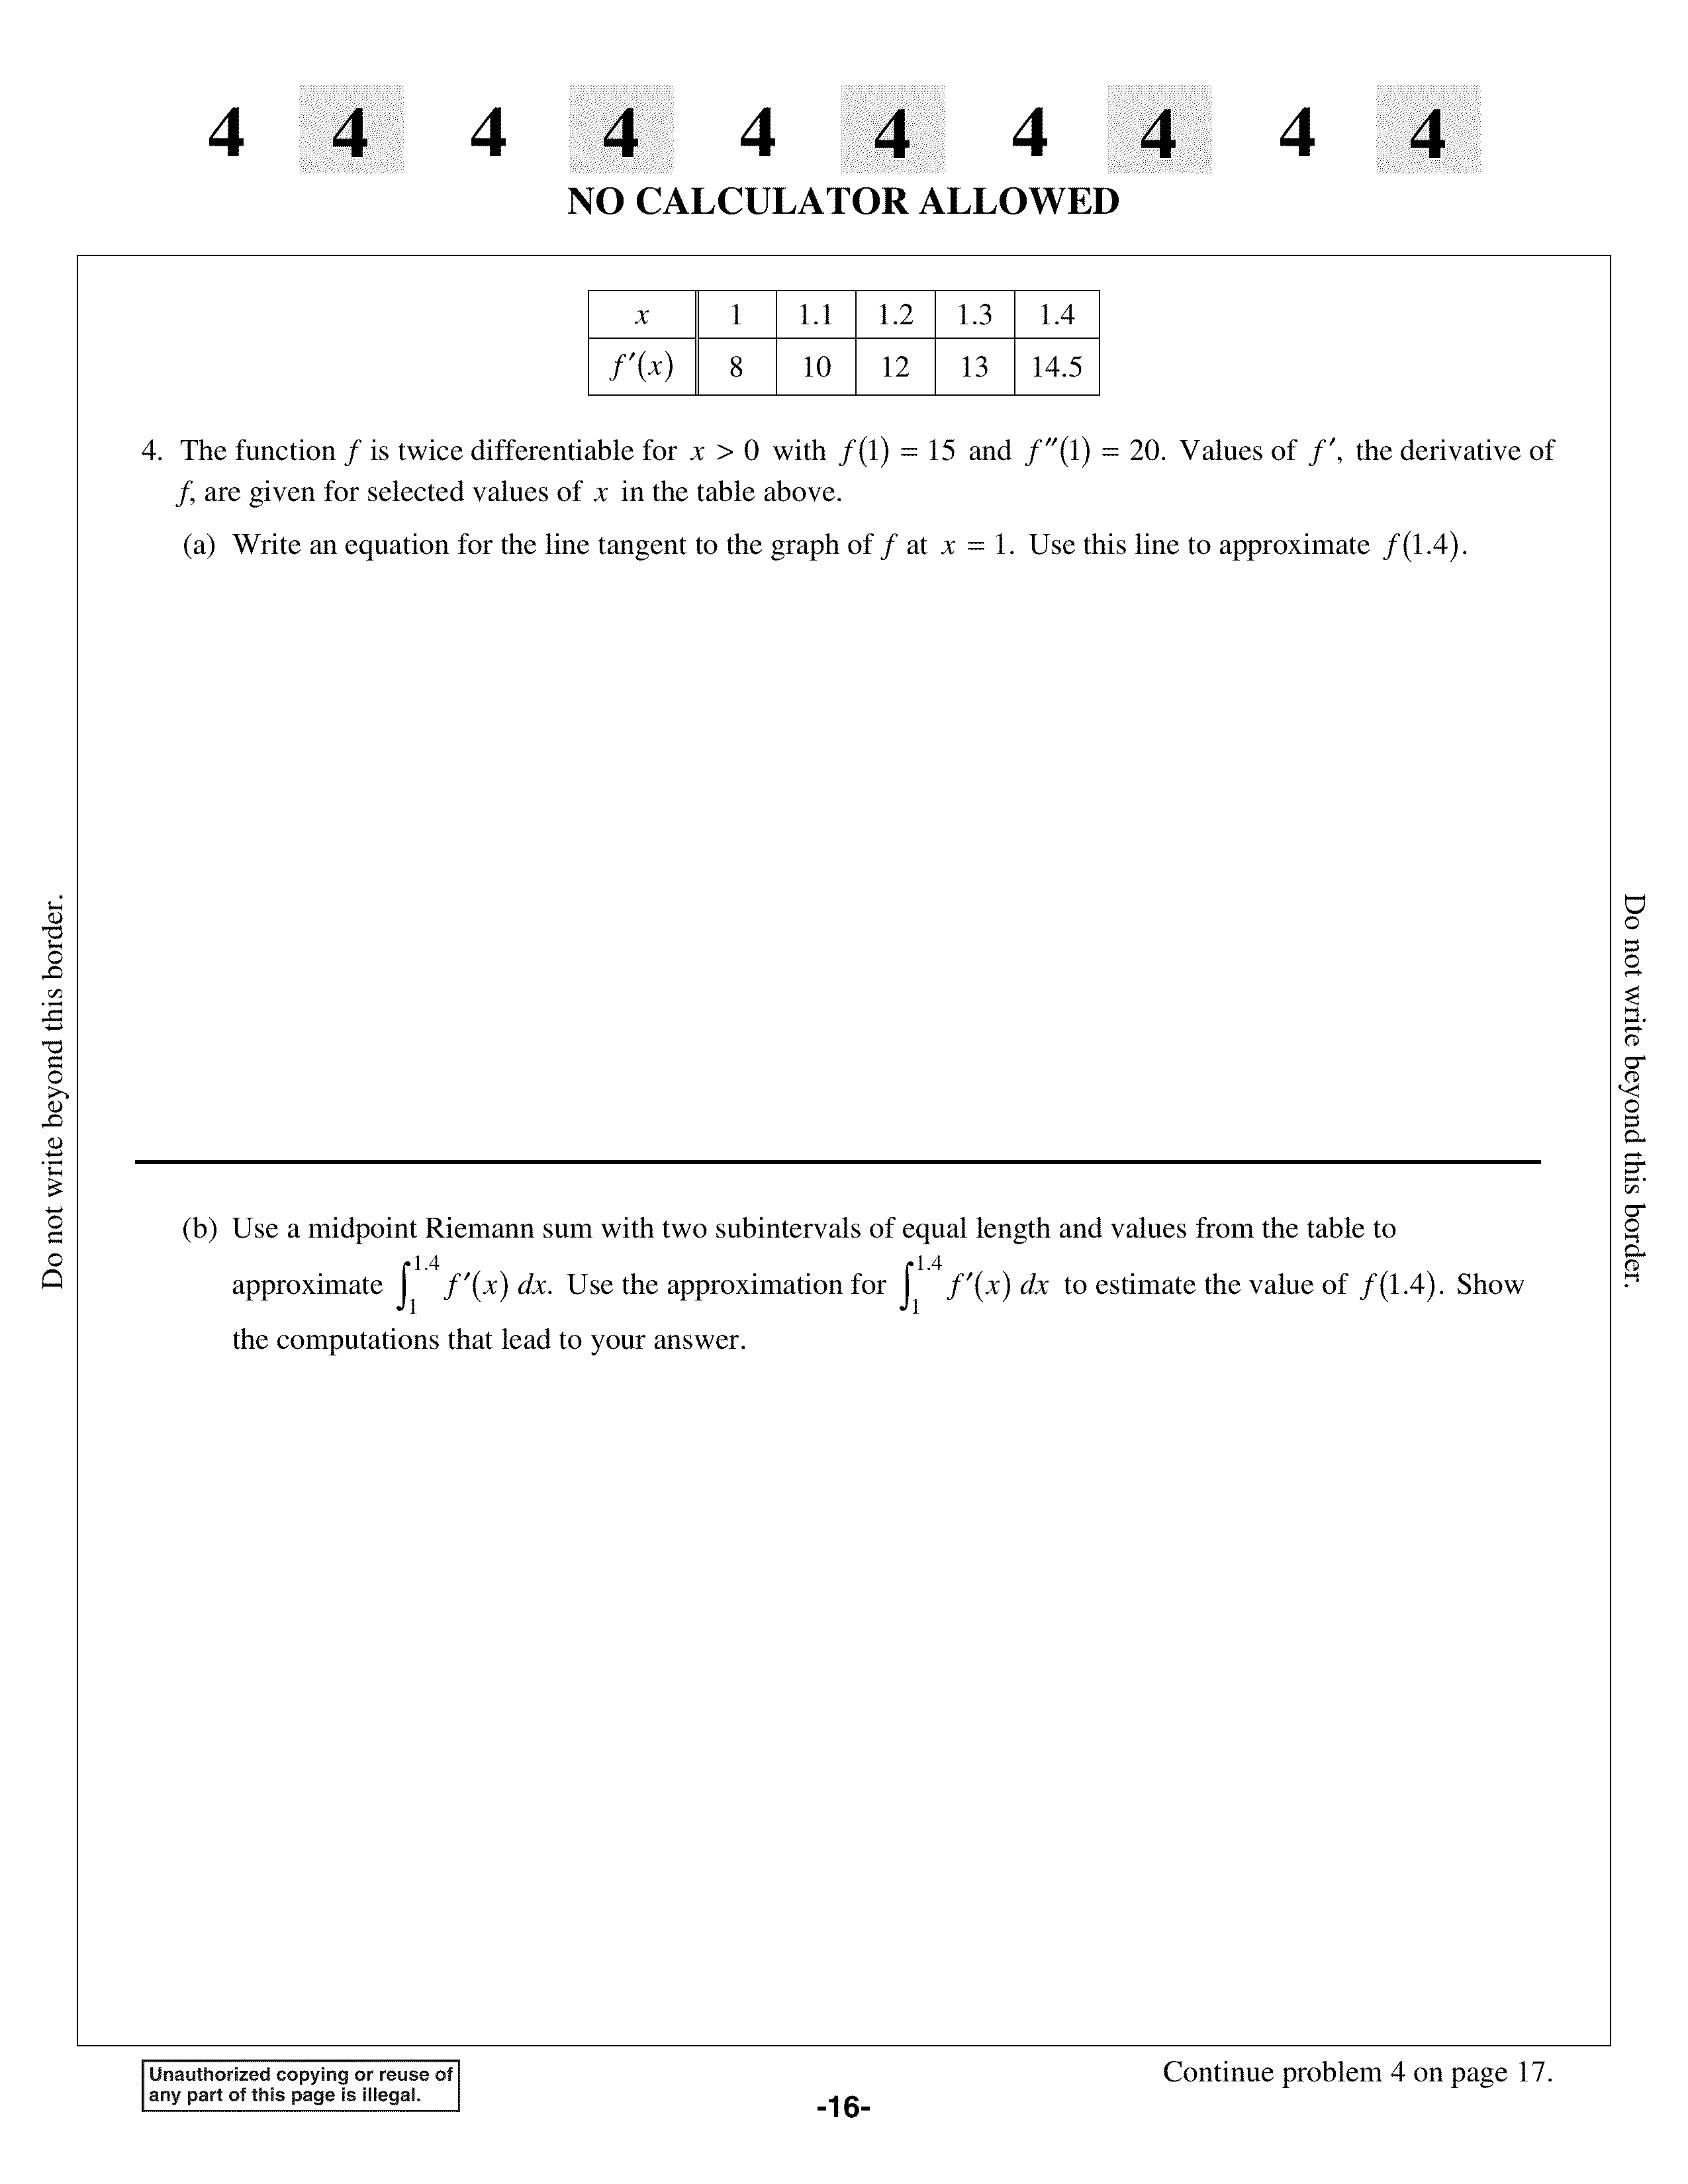 4 4 4 4 4 4 4 4 4 4
NO CALCULATOR ALLOWED
x 1 1.1 1.2 1.3 1.4
f′(x) 8 10 12 13 14.5
4. The function f is twice differentiable for x > 0 with f(1) = 15 and f″(1) = 20. Values of f′, the derivative of
f, are given for selected values of x in the table above.
(a) Write an equation for the line tangent to the graph of f at x = 1. Use this line to approximate f(1.4).
Do not write beyond this border.
Do not write beyond this border.
(b) Use a midpoint Riemann sum with two subintervals of equal length and values from the table to
approximate ∫₁^1.4 f′(x) dx. Use the approximation for ∫₁^1.4 f′(x) dx to estimate the value of f(1.4). Show
the computations that lead to your answer.
Unauthorized copying or reuse of
any part of this page is illegal.
Continue problem 4 on page 17.
-16-